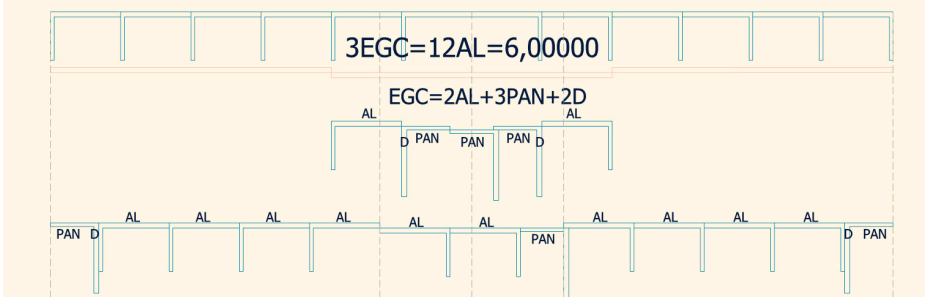 3EGC=12AL=6,00000
EGC=2AL+3PAN+2D
AL AL
D PAN PAN PAN D
AL AL AL AL AL AL AL AL AL AL
PAN D PAN D PAN